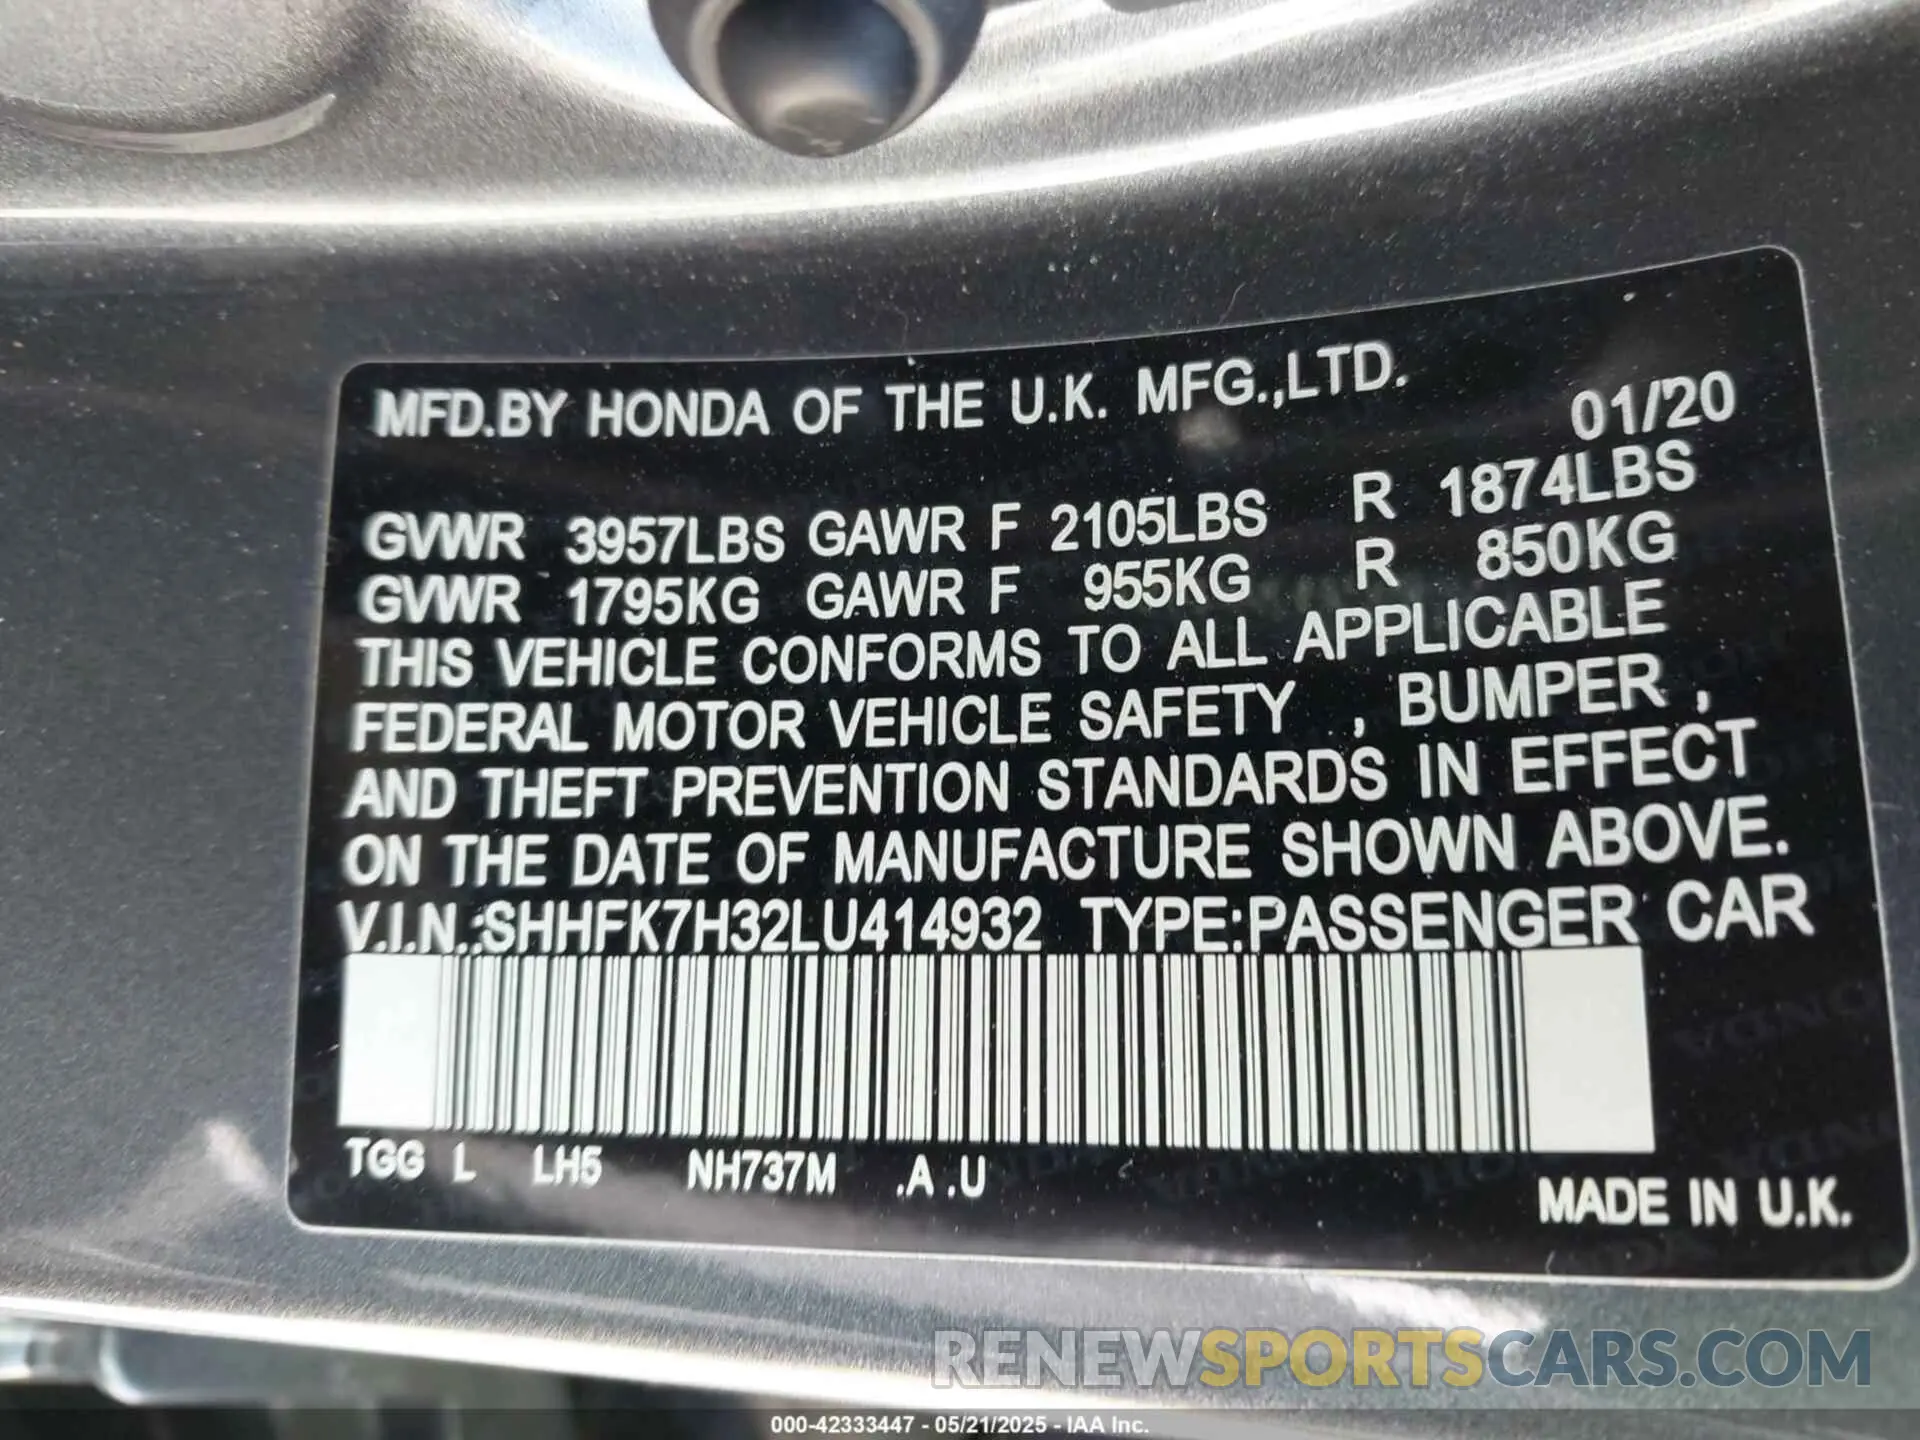 MFD.BY HONDA OF THE U.K. MFG.,LTD.
01/20
GVWR 3957LBS GAWR F 2105LBS R 1874LBS
GVWR 1795KG GAWR F 955KG R 850KG
THIS VEHICLE CONFORMS TO ALL APPLICABLE
FEDERAL MOTOR VEHICLE SAFETY , BUMPER ,
AND THEFT PREVENTION STANDARDS IN EFFECT
ON THE DATE OF MANUFACTURE SHOWN ABOVE.
V.I.N.:SHHFK7H32LU414932 TYPE:PASSENGER CAR
TGG L LH5 NH737M .A .U
MADE IN U.K.
RENEWSPORTSCARS.COM
000-42333447 - 05/21/2025 - IAA Inc.